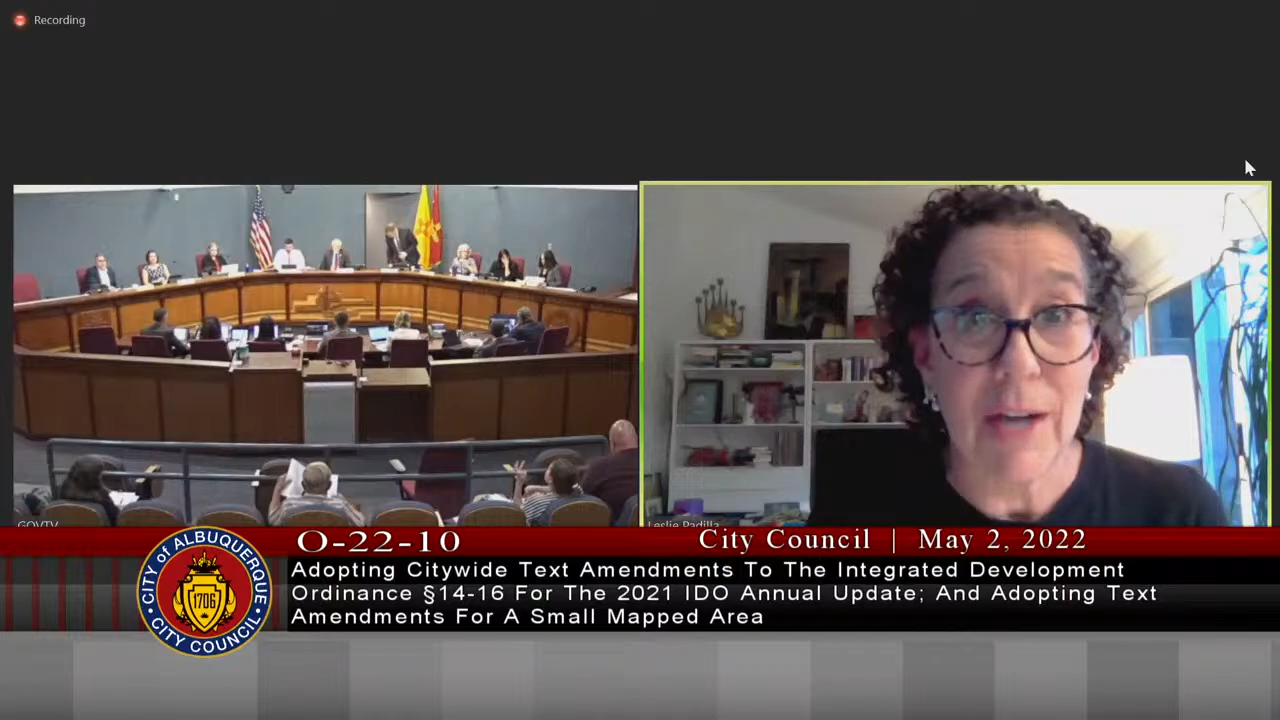 Recording
GOVTV
Leslie Padilla
CITY of ALBUQUERQUE
1706
CITY COUNCIL
O-22-10
City Council | May 2, 2022
Adopting Citywide Text Amendments To The Integrated Development
Ordinance §14-16 For The 2021 IDO Annual Update; And Adopting Text
Amendments For A Small Mapped Area